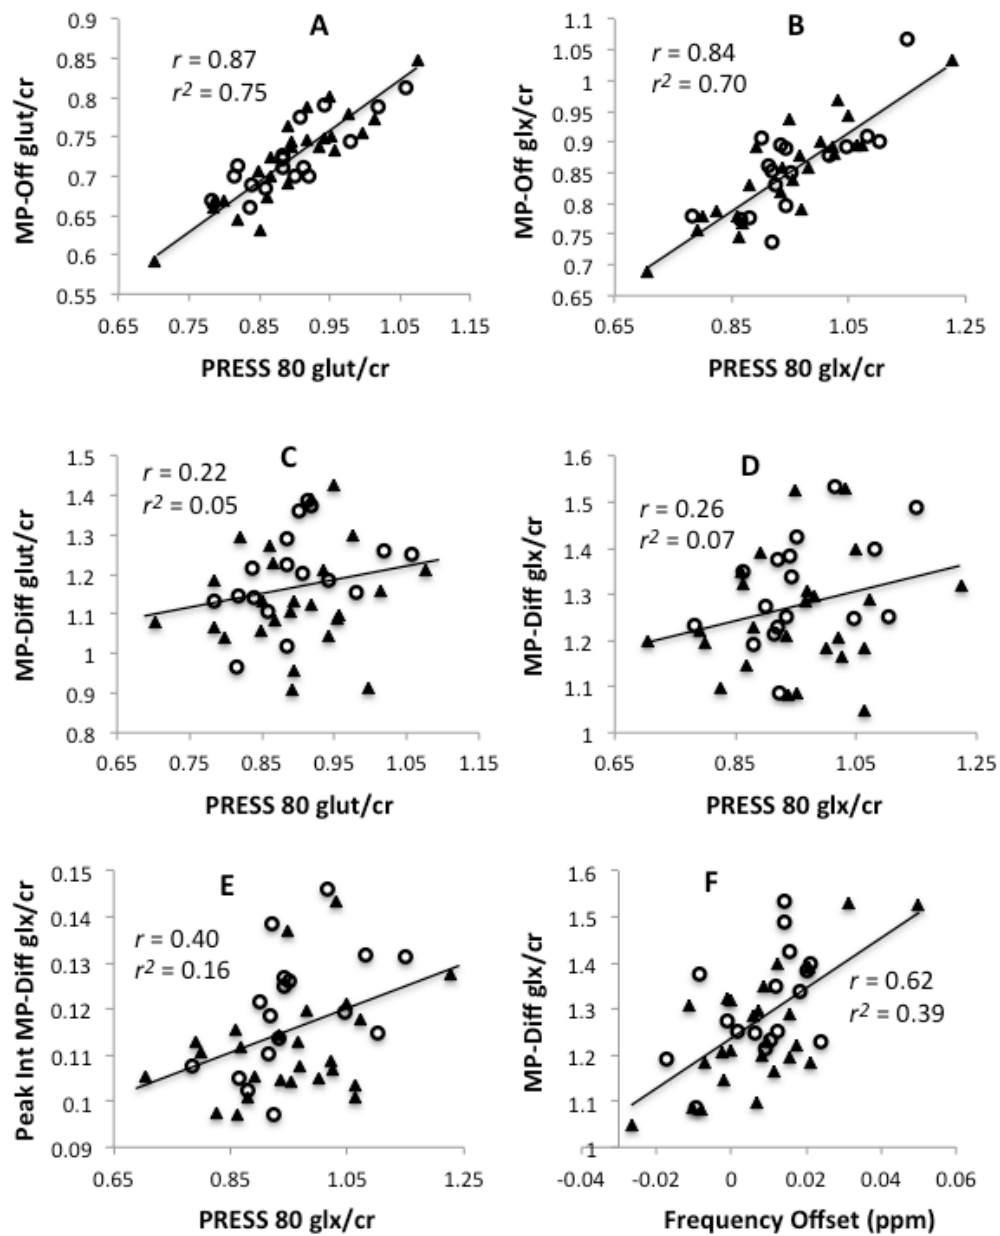 A
r = 0.87
r² = 0.75
MP-Off glut/cr
0.9
0.85
0.8
0.75
0.7
0.65
0.6
0.55
0.65 0.75 0.85 0.95 1.05 1.15
PRESS 80 glut/cr
B
r = 0.84
r² = 0.70
MP-Off glx/cr
1.1
1.05
1
0.95
0.9
0.85
0.8
0.75
0.7
0.65
0.65 0.85 1.05 1.25
PRESS 80 glx/cr
C
r = 0.22
r² = 0.05
MP-Diff glut/cr
1.5
1.4
1.3
1.2
1.1
1
0.9
0.8
0.65 0.75 0.85 0.95 1.05 1.15
PRESS 80 glut/cr
D
r = 0.26
r² = 0.07
MP-Diff glx/cr
1.6
1.5
1.4
1.3
1.2
1.1
1
0.65 0.85 1.05 1.25
PRESS 80 glx/cr
E
r = 0.40
r² = 0.16
Peak Int MP-Diff glx/cr
0.15
0.14
0.13
0.12
0.11
0.1
0.09
0.65 0.85 1.05 1.25
PRESS 80 glx/cr
F
r = 0.62
r² = 0.39
MP-Diff glx/cr
1.6
1.5
1.4
1.3
1.2
1.1
1
-0.04 -0.02 0 0.02 0.04 0.06
Frequency Offset (ppm)